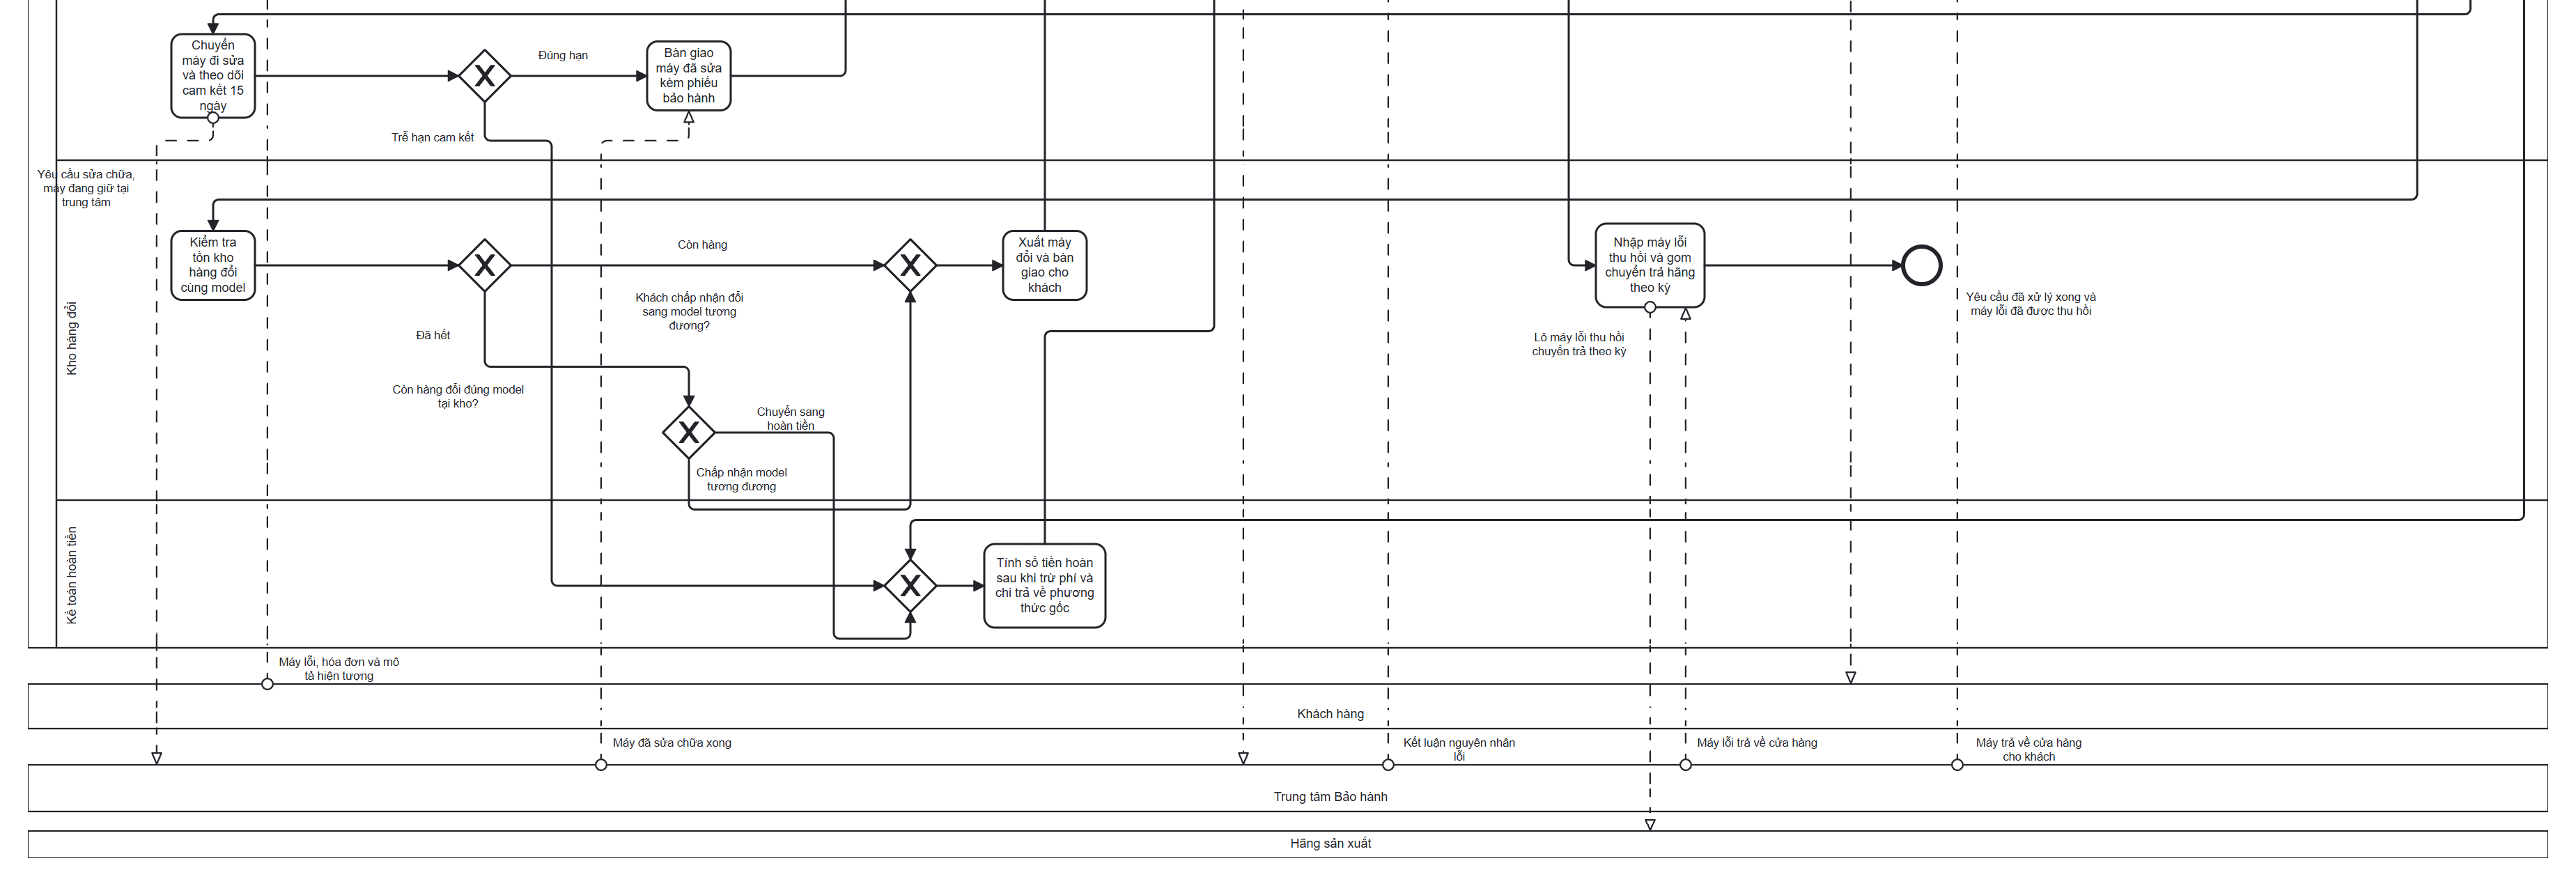 Chuyển
máy đi sửa
và theo dõi
cam kết 15
ngày
Đúng hạn
Bàn giao
máy đã sửa
kèm phiếu
bảo hành
Trễ hạn cam kết
Yêu cầu sửa chữa,
máy đang giữ tại
trung tâm
Kho hàng đổi
Kiểm tra
tồn kho
hàng đổi
cùng model
Còn hàng
Khách chấp nhận đổi
sang model tương
đương?
Xuất máy
đổi và bàn
giao cho
khách
Nhập máy lỗi
thu hồi và gom
chuyển trả hãng
theo kỳ
Yêu cầu đã xử lý xong và
máy lỗi đã được thu hồi
Đã hết
Lô máy lỗi thu hồi
chuyển trả theo kỳ
Còn hàng đổi đúng model
tại kho?
Chuyển sang
hoàn tiền
Chấp nhận model
tương đương
Kế toán hoàn tiền
Tính số tiền hoàn
sau khi trừ phí và
chi trả về phương
thức gốc
Máy lỗi, hóa đơn và mô
tả hiện tượng
Khách hàng
Máy đã sửa chữa xong
Kết luận nguyên nhân
lỗi
Máy lỗi trả về cửa hàng
Máy trả về cửa hàng
cho khách
Trung tâm Bảo hành
Hãng sản xuất